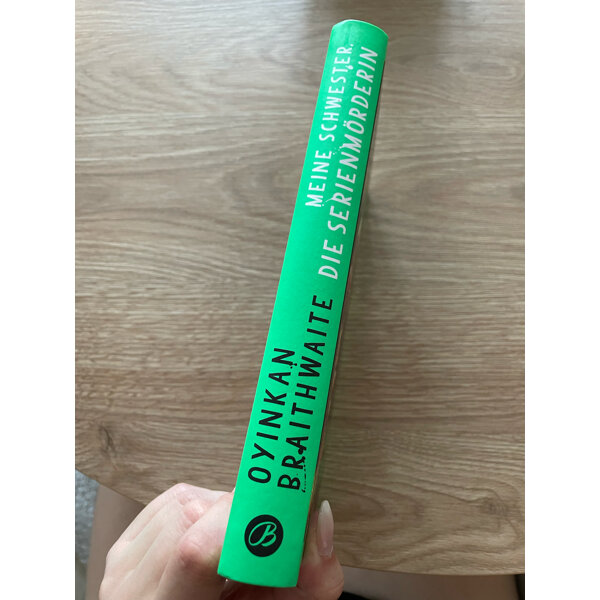 OYINKAN
BRAITHWAITE
MEINE SCHWESTER,
DIE SERIENMÖRDERIN
B